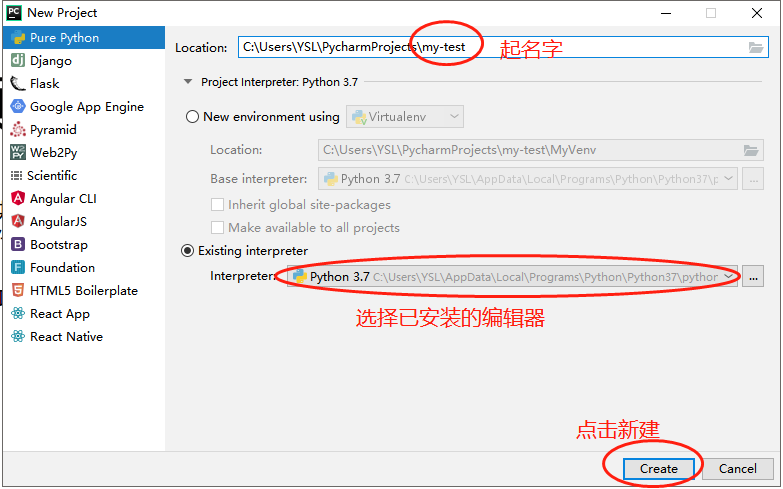 New Project
Pure Python
Django
Flask
Google App Engine
Pyramid
Web2Py
Scientific
Angular CLI
AngularJS
Bootstrap
Foundation
HTML5 Boilerplate
React App
React Native
Location: C:\Users\YSL\PycharmProjects\my-test
起名字
Project Interpreter: Python 3.7
New environment using Virtualenv
Location: C:\Users\YSL\PycharmProjects\my-test\MyVenv
Base interpreter: Python 3.7 C:\Users\YSL\AppData\Local\Programs\Python\Python37\p ...
Inherit global site-packages
Make available to all projects
Existing interpreter
Interpreter: Python 3.7 C:\Users\YSL\AppData\Local\Programs\Python\Python37\python ...
选择已安装的编辑器
点击新建
Create Cancel